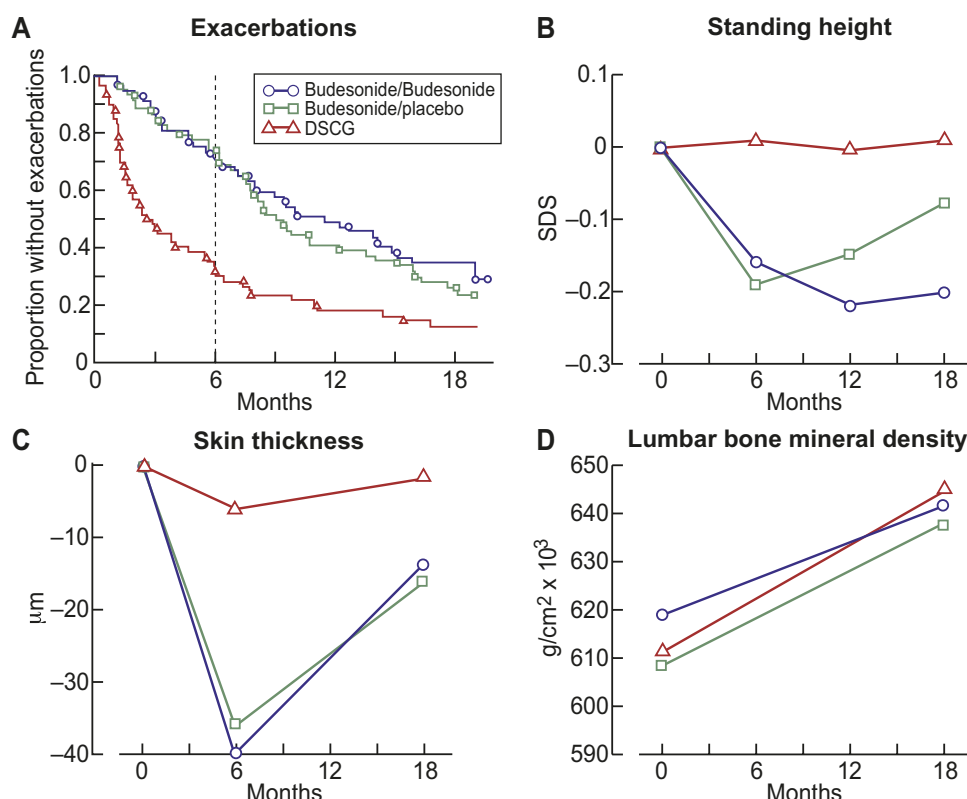 A Exacerbations
Proportion without exacerbations
1.0
0.8
0.6
0.4
0.2
0
Budesonide/Budesonide
Budesonide/placebo
DSCG
0 6 12 18
Months
B Standing height
SDS
0.1
0
–0.1
–0.2
–0.3
0 6 12 18
Months
C Skin thickness
μm
0
–10
–20
–30
–40
0 6 12 18
Months
D Lumbar bone mineral density
g/cm² x 10³
650
640
630
620
610
600
590
0 6 12 18
Months